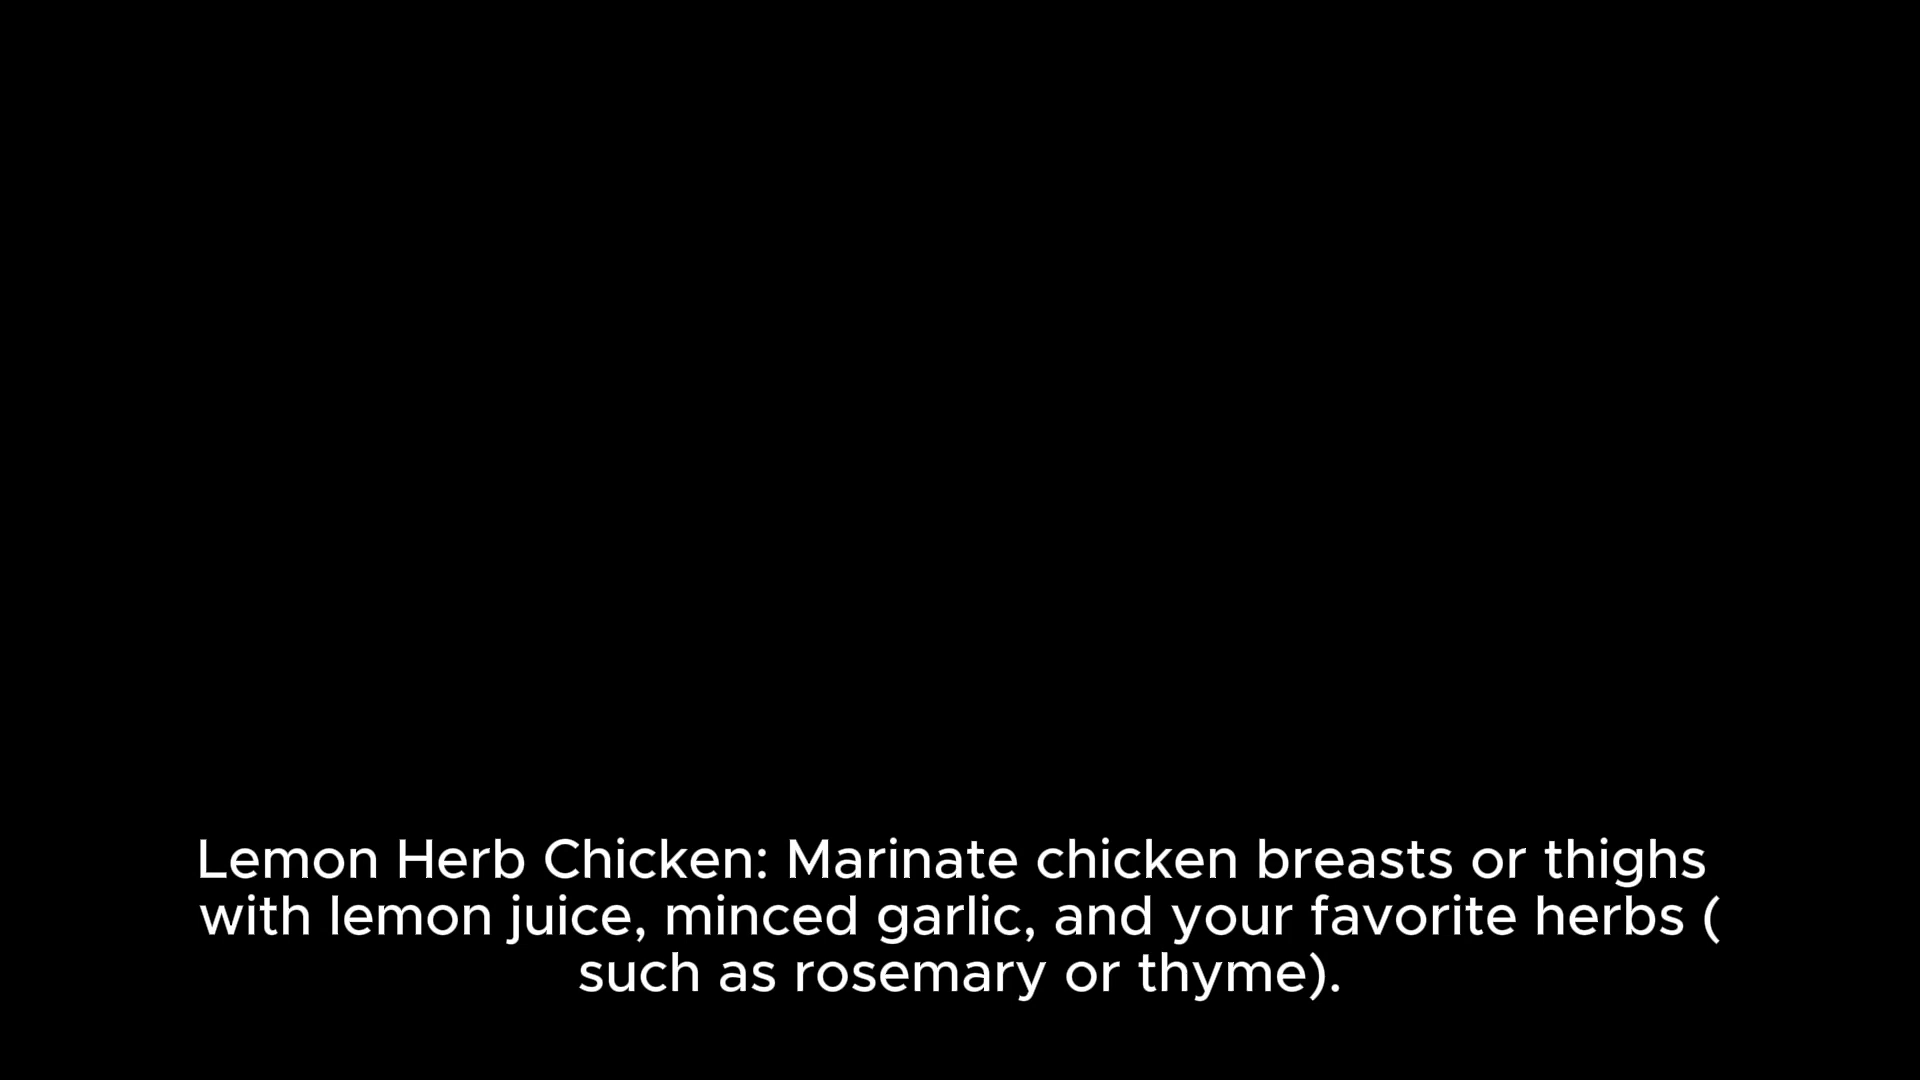 Lemon Herb Chicken: Marinate chicken breasts or thighs
with lemon juice, minced garlic, and your favorite herbs (
such as rosemary or thyme).